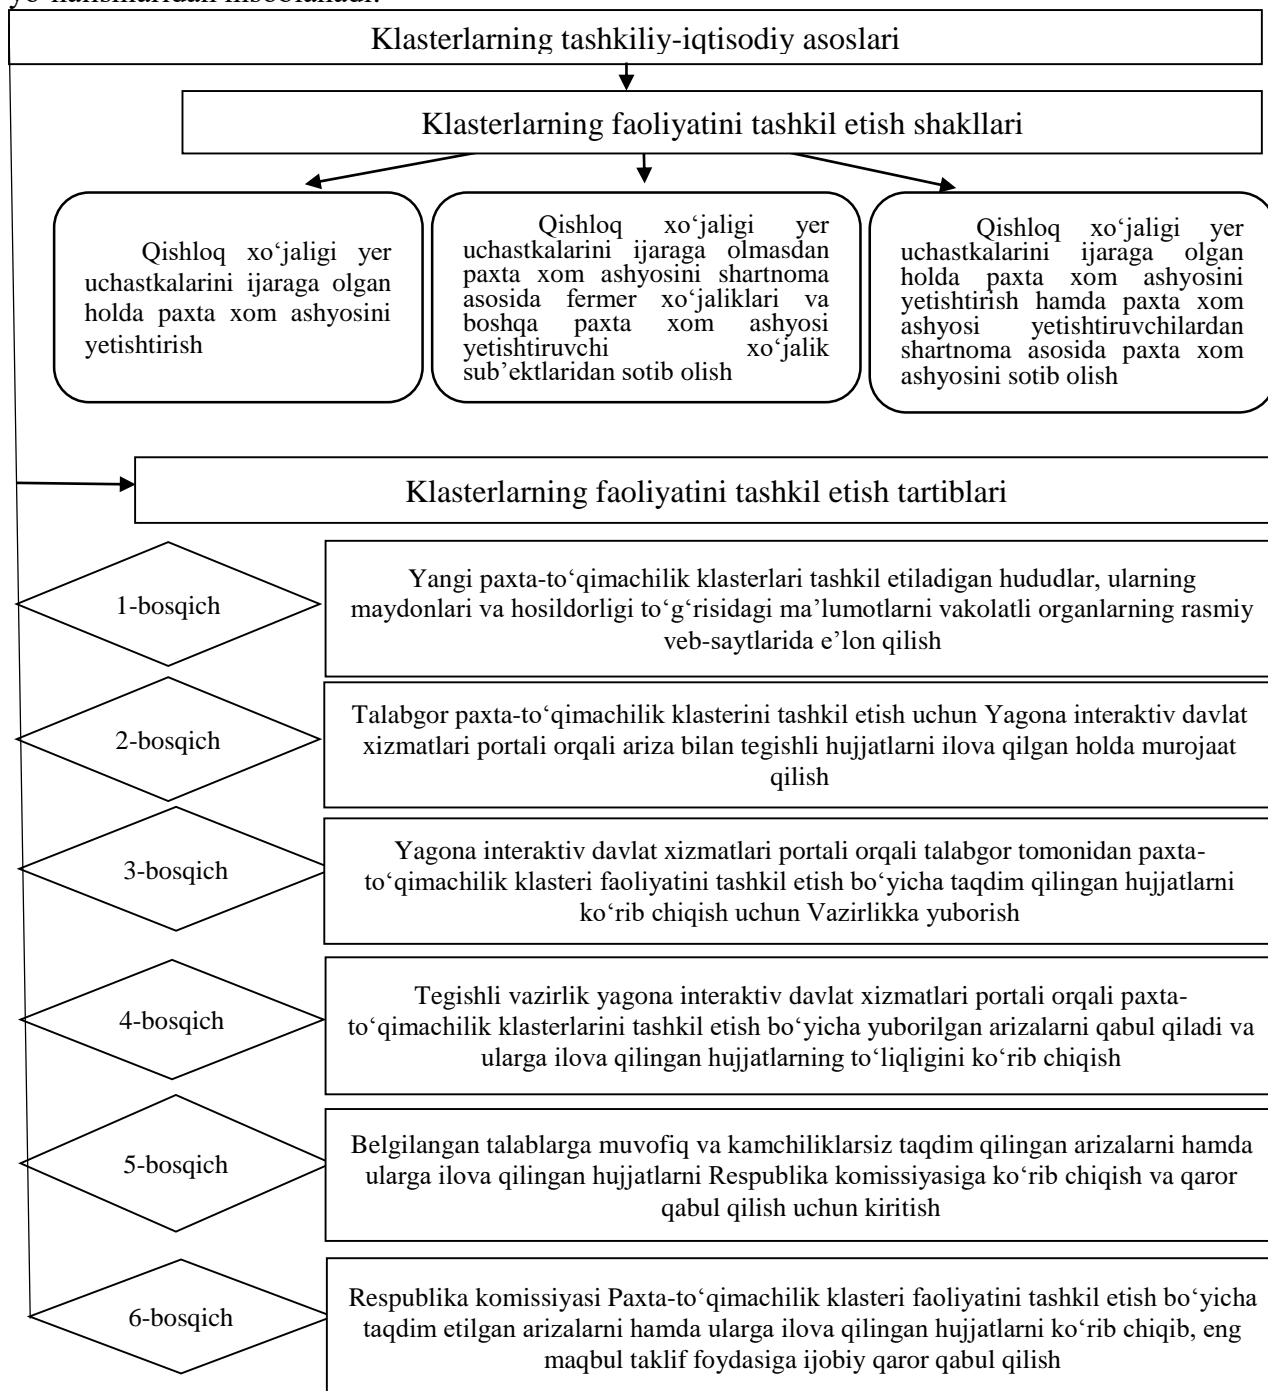 yo‘nalishlaridan hisoblanadi.
Klasterlarning tashkiliy-iqtisodiy asoslari
Klasterlarning faoliyatini tashkil etish shakllari
Qishloq xo‘jaligi yer
uchastkalarini ijaraga olgan
holda paxta xom ashyosini
yetishtirish
Qishloq xo‘jaligi yer
uchastkalarini ijaraga olmasdan
paxta xom ashyosini shartnoma
asosida fermer xo‘jaliklari va
boshqa paxta xom ashyosi
yetishtiruvchi xo‘jalik
sub’ektlaridan sotib olish
Qishloq xo‘jaligi yer
uchastkalarini ijaraga olgan
holda paxta xom ashyosini
yetishtirish hamda paxta xom
ashyosi yetishtiruvchilardan
shartnoma asosida paxta xom
ashyosini sotib olish
Klasterlarning faoliyatini tashkil etish tartiblari
1-bosqich
Yangi paxta-to‘qimachilik klasterlari tashkil etiladigan hududlar, ularning
maydonlari va hosildorligi to‘g‘risidagi ma’lumotlarni vakolatli organlarning rasmiy
veb-saytlarida e’lon qilish
2-bosqich
Talabgor paxta-to‘qimachilik klasterini tashkil etish uchun Yagona interaktiv davlat
xizmatlari portali orqali ariza bilan tegishli hujjatlarni ilova qilgan holda murojaat
qilish
3-bosqich
Yagona interaktiv davlat xizmatlari portali orqali talabgor tomonidan paxta-
to‘qimachilik klasteri faoliyatini tashkil etish bo‘yicha taqdim qilingan hujjatlarni
ko‘rib chiqish uchun Vazirlikka yuborish
4-bosqich
Tegishli vazirlik yagona interaktiv davlat xizmatlari portali orqali paxta-
to‘qimachilik klasterlarini tashkil etish bo‘yicha yuborilgan arizalarni qabul qiladi va
ularga ilova qilingan hujjatlarning to‘liqligini ko‘rib chiqish
5-bosqich
Belgilangan talablarga muvofiq va kamchiliklarsiz taqdim qilingan arizalarni hamda
ularga ilova qilingan hujjatlarni Respublika komissiyasiga ko‘rib chiqish va qaror
qabul qilish uchun kiritish
6-bosqich
Respublika komissiyasi Paxta-to‘qimachilik klasteri faoliyatini tashkil etish bo‘yicha
taqdim etilgan arizalarni hamda ularga ilova qilingan hujjatlarni ko‘rib chiqib, eng
maqbul taklif foydasiga ijobiy qaror qabul qilish